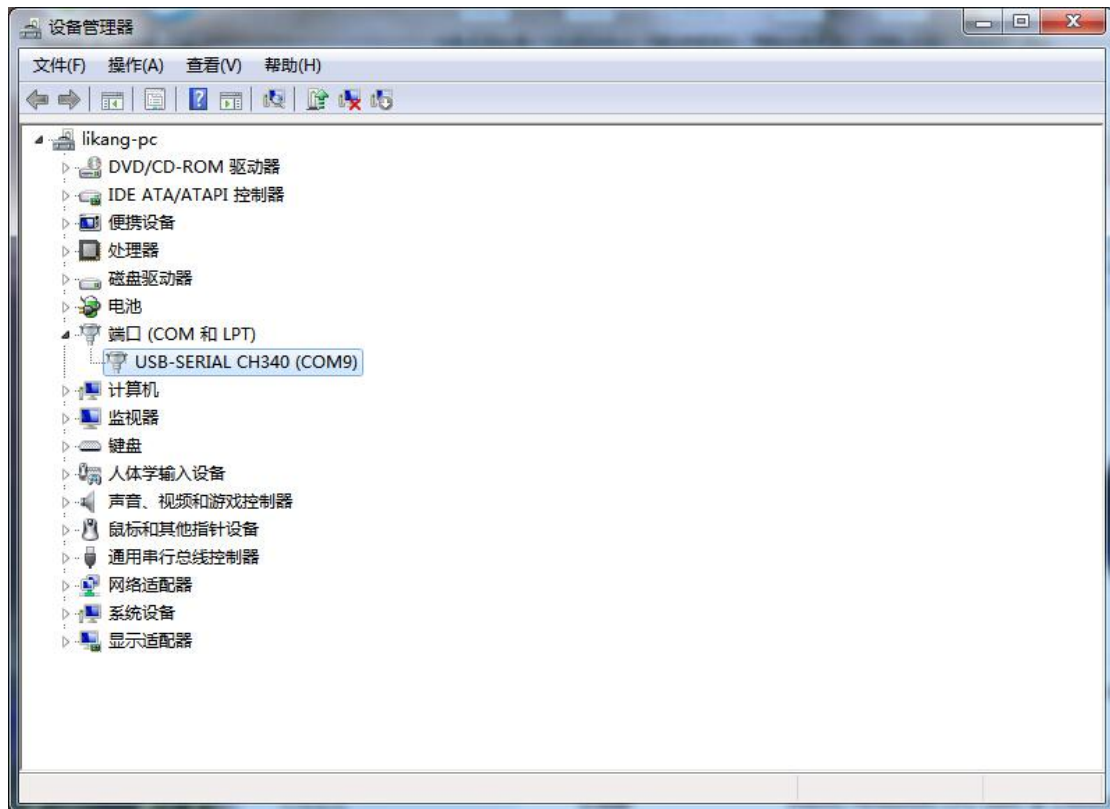 设备管理器
文件(F) 操作(A) 查看(V) 帮助(H)
likang-pc
DVD/CD-ROM 驱动器
IDE ATA/ATAPI 控制器
便携设备
处理器
磁盘驱动器
电池
端口 (COM 和 LPT)
USB-SERIAL CH340 (COM9)
计算机
监视器
键盘
人体学输入设备
声音、视频和游戏控制器
鼠标和其他指针设备
通用串行总线控制器
网络适配器
系统设备
显示适配器